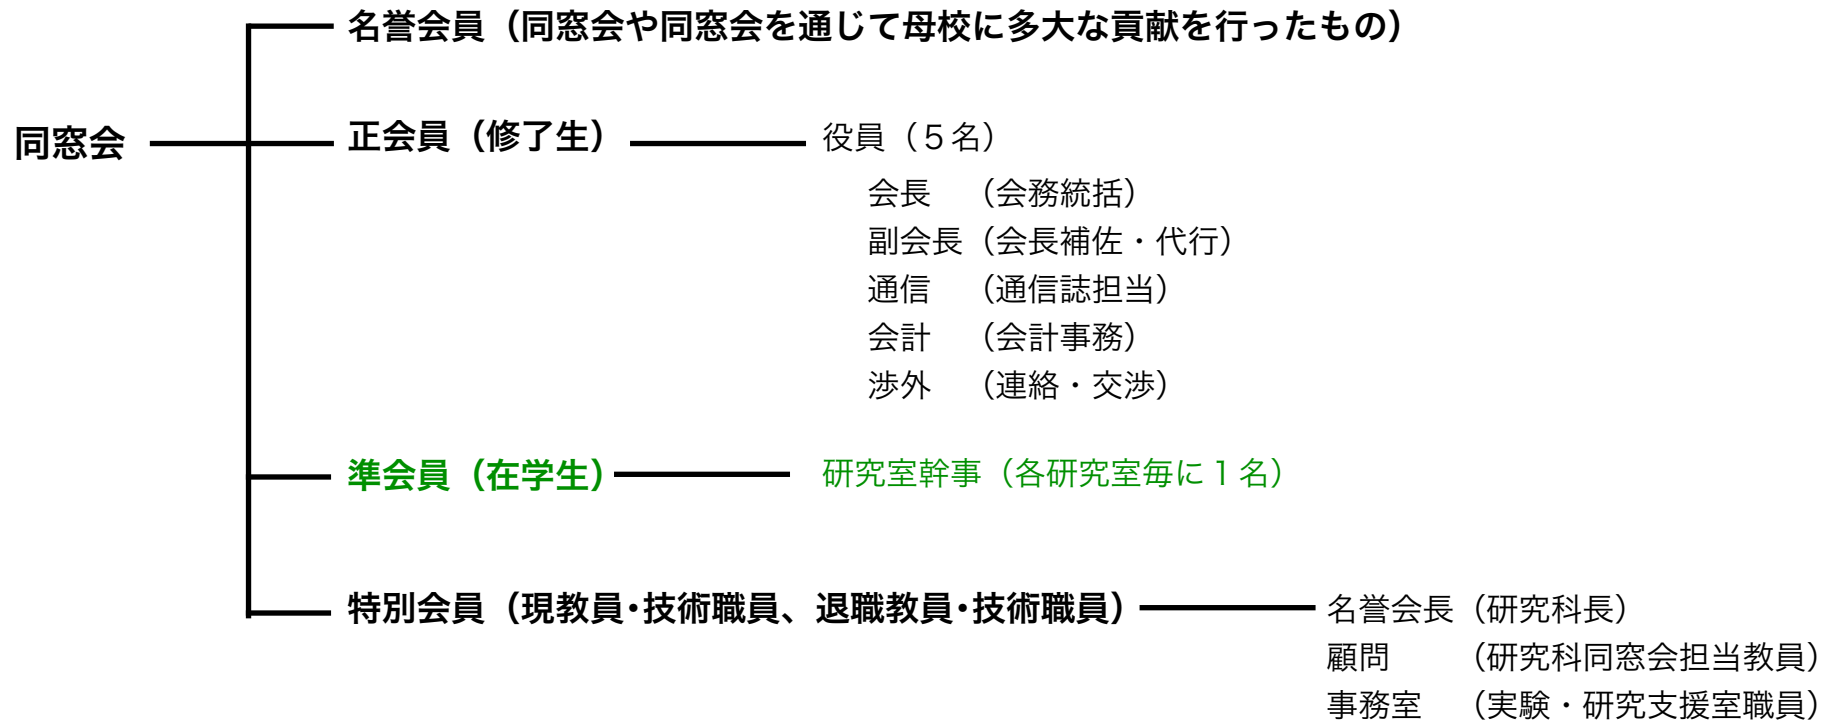 名誉会員（同窓会や同窓会を通じて母校に多大な貢献を行ったもの）
同窓会
正会員（修了生）
役員（５名）
会長　（会務統括）
副会長（会長補佐・代行）
通信　（通信誌担当）
会計　（会計事務）
渉外　（連絡・交渉）
準会員（在学生）
研究室幹事（各研究室毎に１名）
特別会員（現教員・技術職員、退職教員・技術職員）
名誉会長（研究科長）
顧問　　（研究科同窓会担当教員）
事務室　（実験・研究支援室職員）